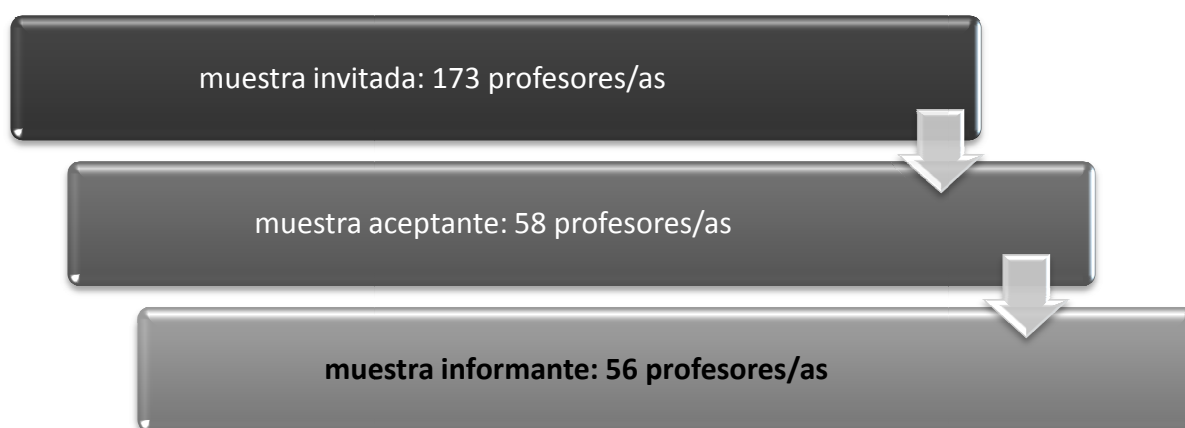 muestra invitada: 173 profesores/as
muestra aceptante: 58 profesores/as
muestra informante: 56 profesores/as